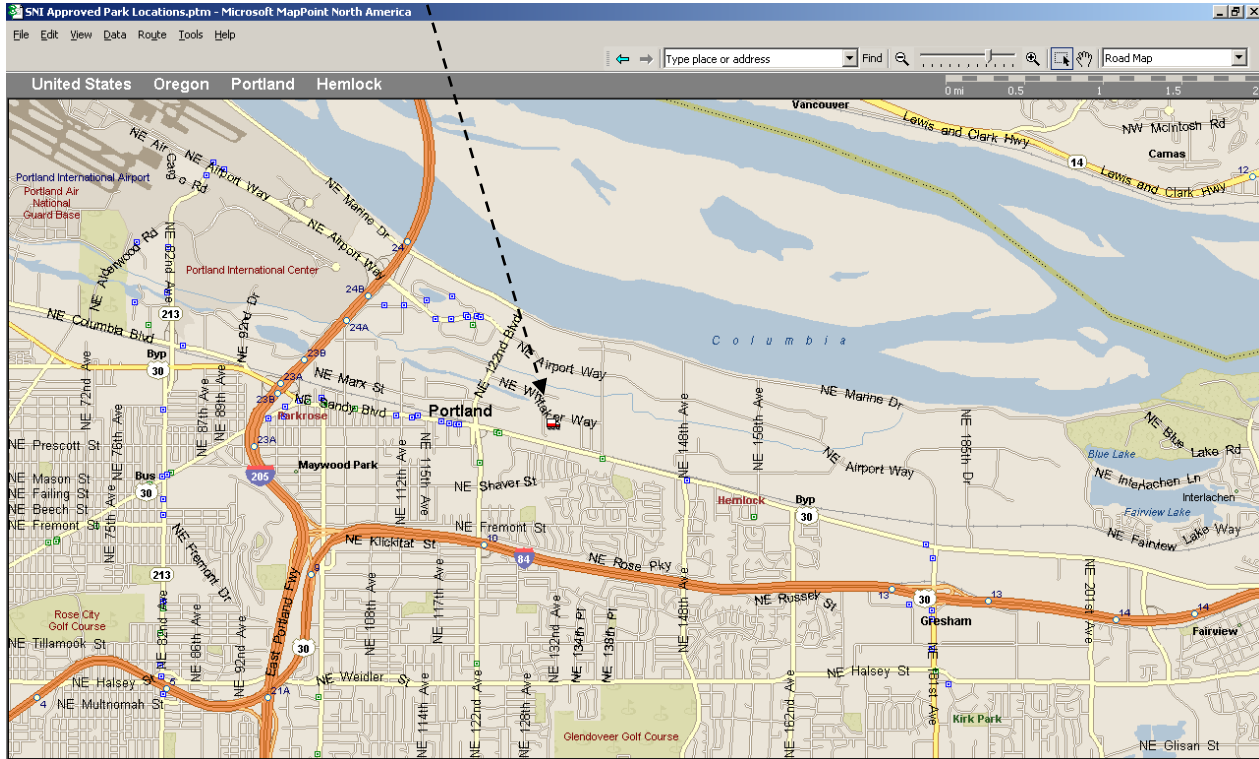 SNI Approved Park Locations.ptm - Microsoft MapPoint North America
File Edit View Data Route Tools Help
Type place or address Find Road Map
United States Oregon Portland Hemlock
0 mi 0.5 1 1.5 2
Vancouver
Lewis and Clark Hwy
NW McIntosh Rd
Camas
14
Lewis and Clark Hwy
12
NE Air Cargo Rd
NE Airport Way
Portland International Airport
Portland Air
National
Guard Base
NE Marine Dr
NE Airport Way
24
NE 82nd Ave
Portland International Center
24B
213
NE 92nd Dr
24A
NE Columbia Blvd
NE 122nd Blvd
Columbia
Byp
30
23B
NE Airport Way
NE 72nd Ave
23A
NE Marx St
NE Marine Dr
NE 87th Ave
NE 89th Ave
23B
NE Sandy Blvd
Parkrose
Portland
NE 148th Ave
NE 158th Ave
NE 185th Dr
NE Blue Lake Rd
NE Prescott St
NE 76th Ave
23A
NE 112th Ave
NE 115th Ave
Blue Lake
Maywood Park
NE Airport Way
NE Interlachen Ln
NE Mason St
Bus
205
NE Shaver St
Interlachen
NE Failing St
30
Hemlock
Byp
NE Beech St
30
Fairview Lake
NE Fremont St
NE 75th Ave
NE Fremont St
NE Fairview Lake Way
NE Fremont Dr
NE Klickitat St
10
84
NE Rose Pky
213
9
NE 108th Ave
NE 117th Ave
NE 132nd Ave
NE 134th Pl
NE 138th Pl
NE 148th Ave
NE Russey St
13
30
13
NE 201st Ave
14
14
Rose City
Golf Course
Gresham
Fairview
NE Tillamook St
NE 82nd Ave
NE 86th Ave
NE 92nd Ave
East Portland Fwy
30
NE Halsey St
NE Halsey St
NE Weidler St
5
21A
4
NE Multnomah St
NE 114th Ave
NE 122nd Ave
NE 128th Ave
NE 152nd Ave
NE 181st Ave
Kirk Park
Glendoveer Golf Course
NE Glisan St